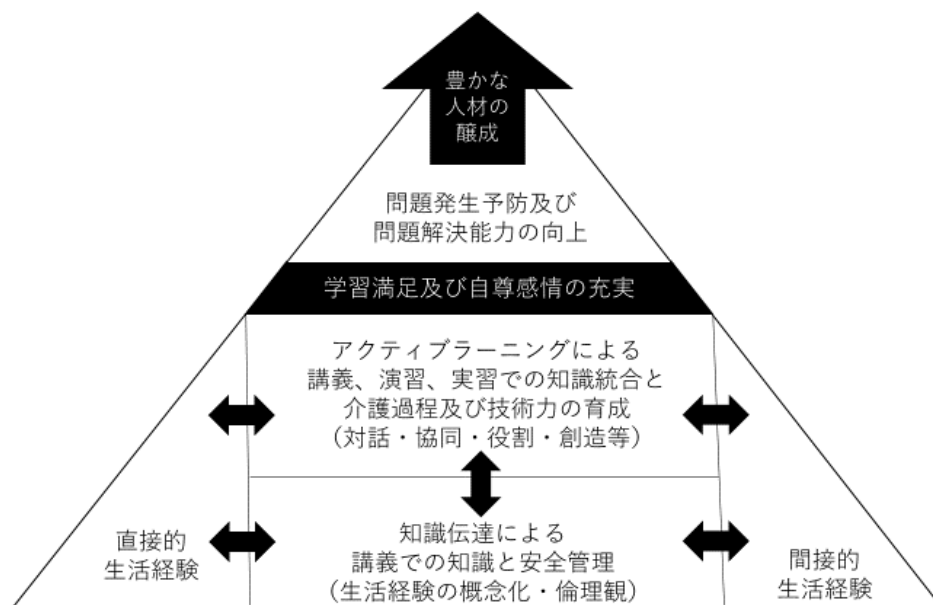 豊かな
人材の
醸成
問題発生予防及び
問題解決能力の向上
学習満足及び自尊感情の充実
アクティブラーニングによる
講義、演習、実習での知識統合と
介護過程及び技術力の育成
（対話・協同・役割・創造等）
直接的
生活経験
知識伝達による
講義での知識と安全管理
(生活経験の概念化・倫理観)
間接的
生活経験